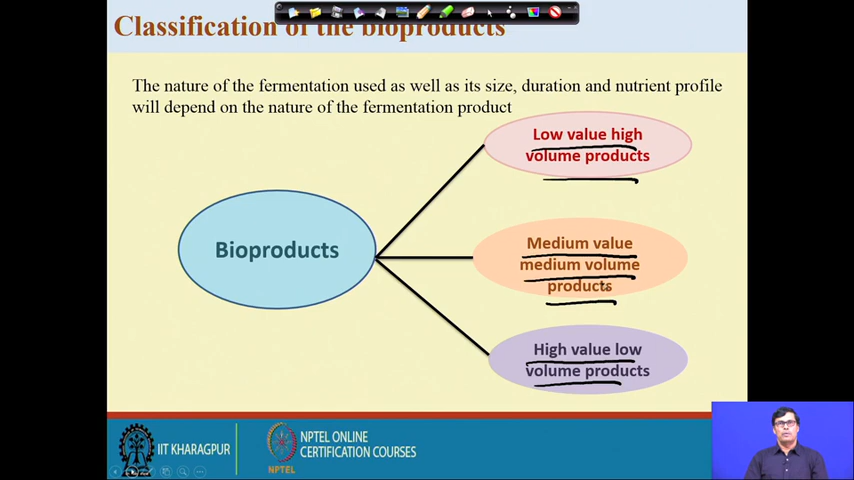 Classification of the bioproducts
The nature of the fermentation used as well as its size, duration and nutrient profile
will depend on the nature of the fermentation product
Low value high
volume products
Bioproducts
Medium value
medium volume
products
High value low
volume products
IIT KHARAGPUR
NPTEL
NPTEL ONLINE
CERTIFICATION COURSES